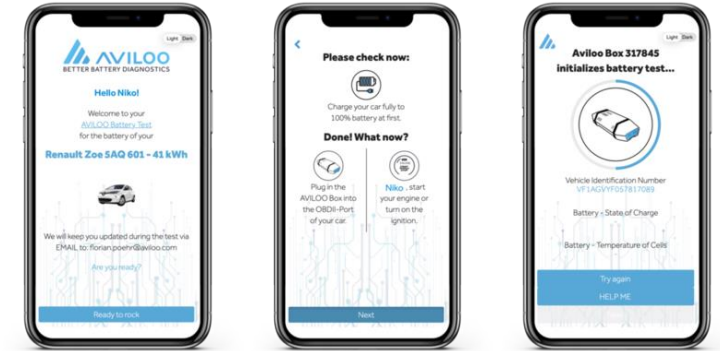 Light Dark
AVILOO
BETTER BATTERY DIAGNOSTICS
Hello Niko!
Welcome to your
AVILOO Battery Test
for the battery of your
Renault Zoe SAQ 601 - 41 kWh
We will keep you updated during the test via
EMAIL to: florian.poehr@aviloo.com
Are you ready?
Ready to rock
Please check now:
Charge your car fully to
100% battery at first.
Done! What now?
Plug in the
AVILOO Box into
the OBDII-Port
of your car.
Niko , start
your engine or
turn on the
ignition.
Next
Light Dark
Aviloo Box 317845
initializes battery test...
Vehicle Identification Number
VF1AGVYF057817089
Battery - State of Charge
Battery - Temperature of Cells
Try again
HELP ME